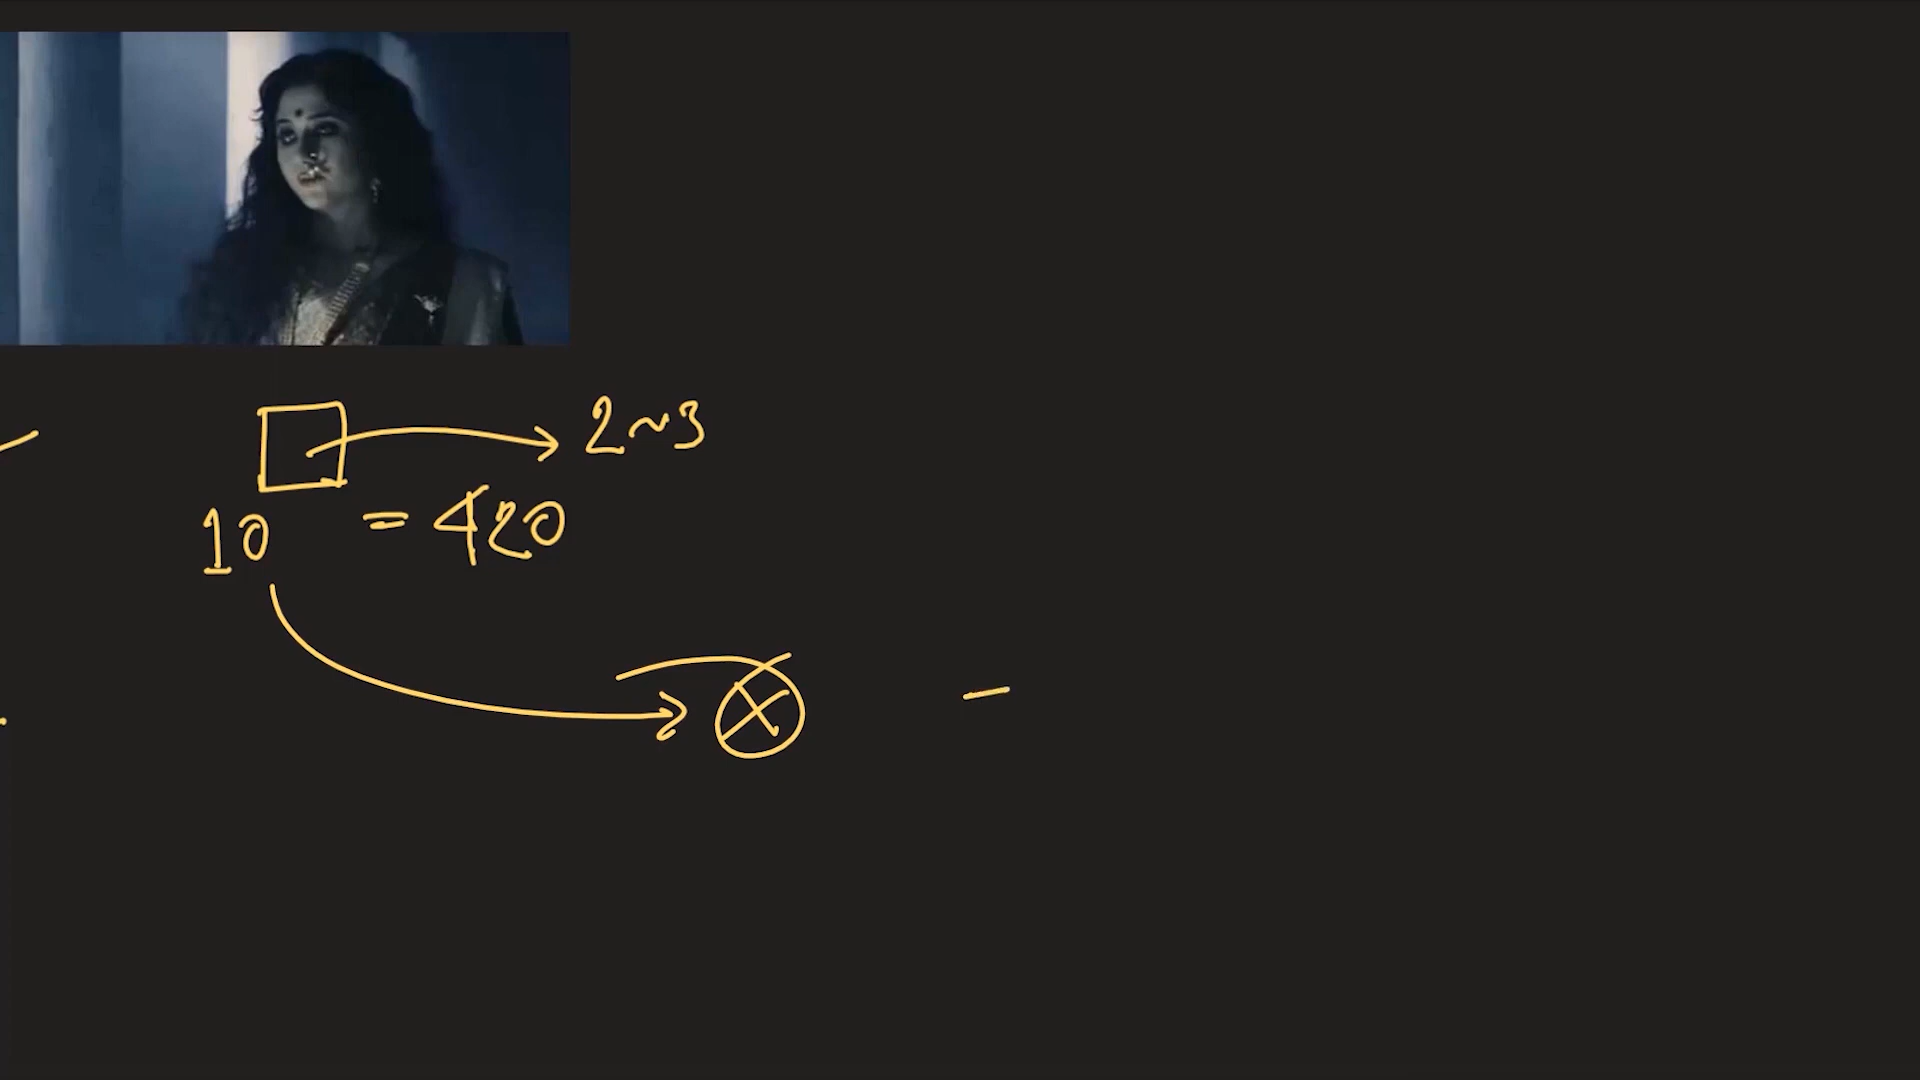 □ → 2~3
10 = 420